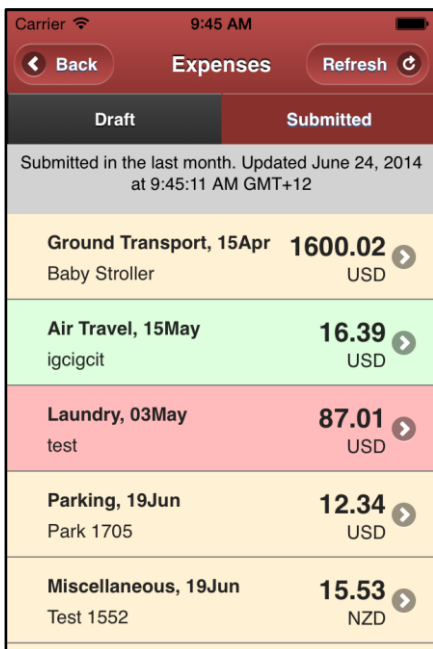 Carrier 9:45 AM
Back Expenses Refresh
Draft Submitted
Submitted in the last month. Updated June 24, 2014
at 9:45:11 AM GMT+12
Ground Transport, 15Apr 1600.02
Baby Stroller USD
Air Travel, 15May 16.39
igcigcit USD
Laundry, 03May 87.01
test USD
Parking, 19Jun 12.34
Park 1705 USD
Miscellaneous, 19Jun 15.53
Test 1552 NZD